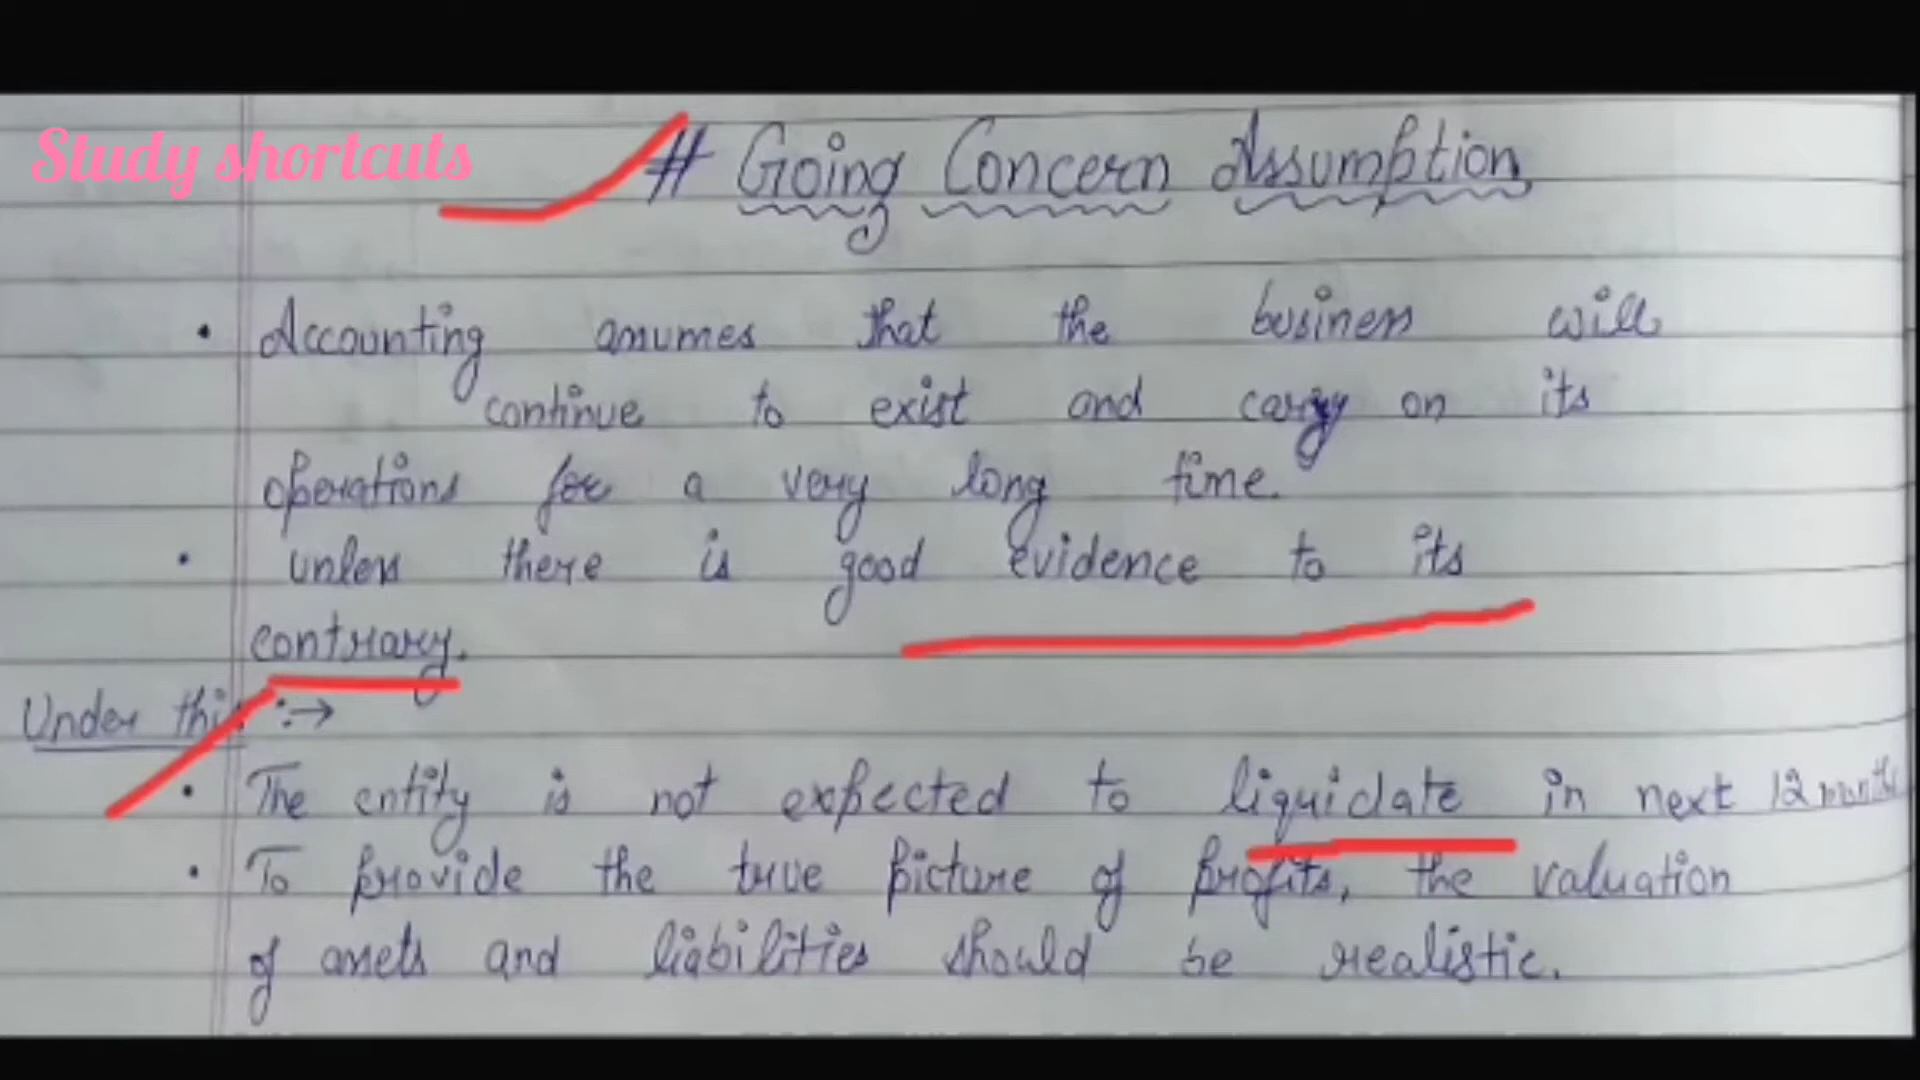 Study shortcuts
# Going Concern Assumption
• Accounting assumes that the business will
continue to exist and carry on its
operations for a very long time.
• unless there is good evidence to its
contrary.
Under this :→
• The entity is not expected to liquidate in next 12 months
• To provide the true picture of profits, the valuation
of assets and liabilities should be realistic.